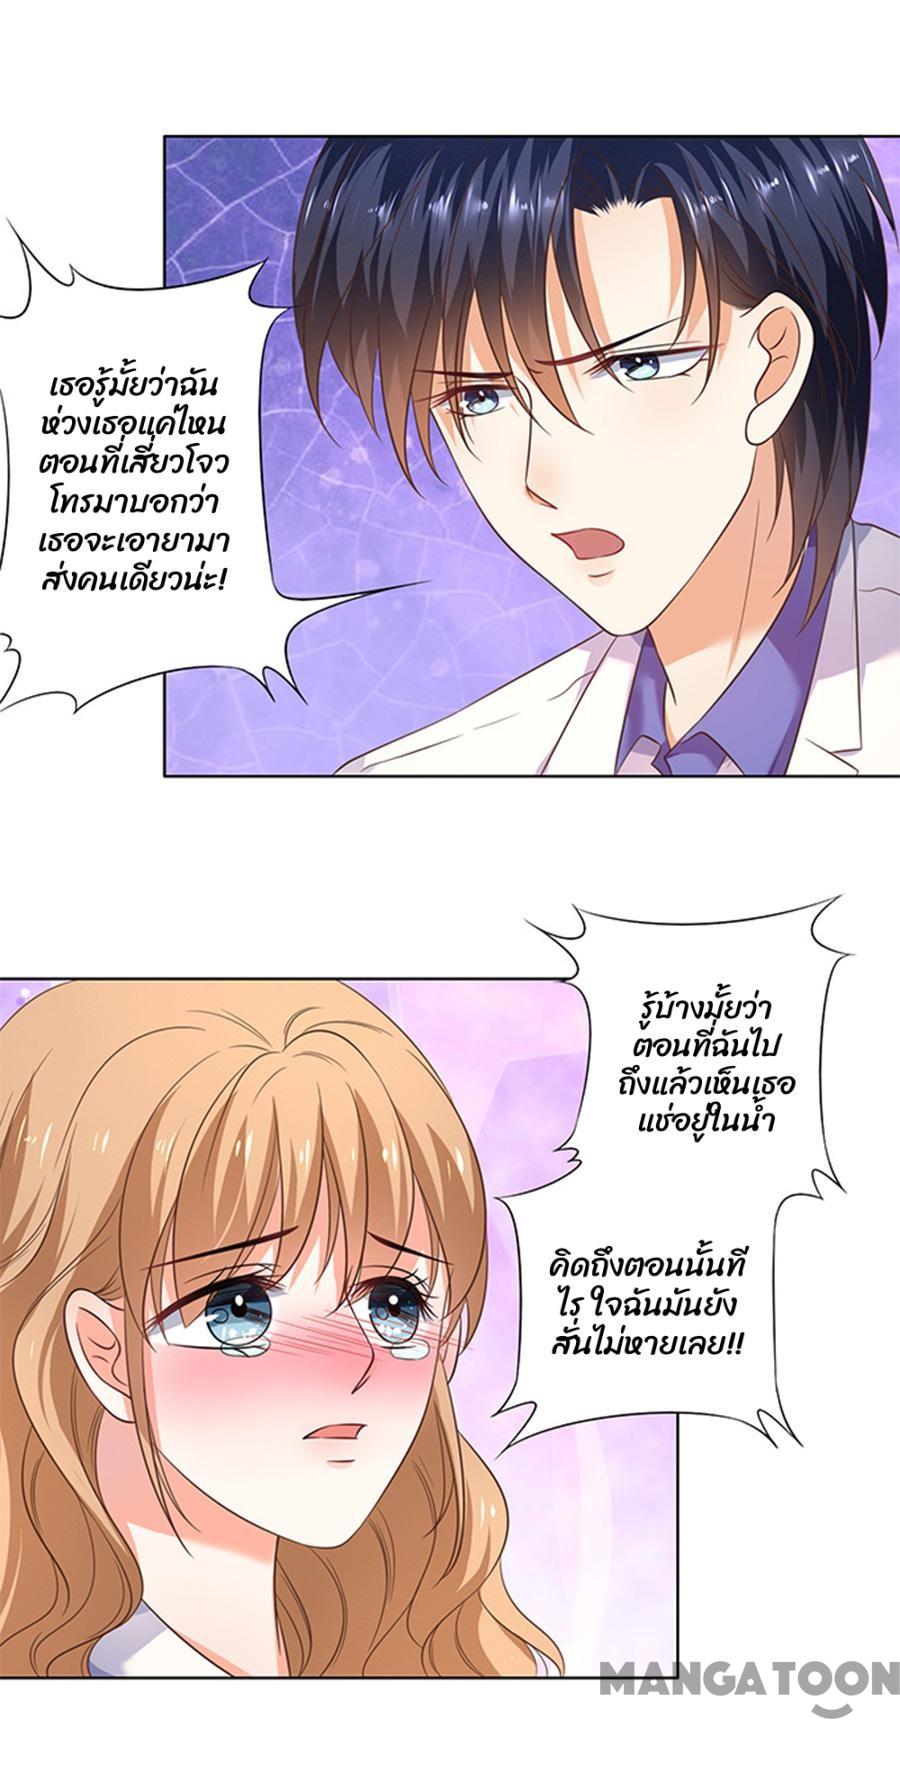 เธอรู้มั้ยว่าฉัน
ห่วงเธอแค่ไหน
ตอนที่เสี่ยวโจว
โทรมาบอกว่า
เธอจะเอายามา
ส่งคนเดียวน่ะ!
รู้บ้างมั้ยว่า
ตอนที่ฉันไป
ถึงแล้วเห็นเธอ
แช่อยู่ในน้ำ
คิดถึงตอนนั้นที
ไร ใจฉันมันยัง
สั่นไม่หายเลย!!
MANGATOON